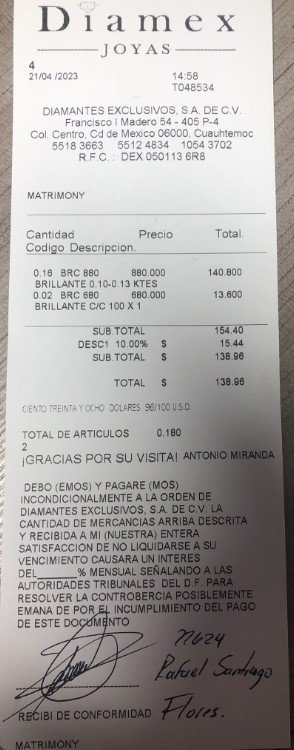 Diamex
JOYAS
4
21/04 /2023 14:58
T048534
DIAMANTES EXCLUSIVOS, S.A. DE C.V.
Francisco I Madero 54 - 405 P-4
Col. Centro, Cd de Mexico 06000, Cuauhtemoc
5518 3663 5512 4834 1054 3702
R.F.C. : DEX 050113 6R8
MATRIMONY
Cantidad Precio Total.
Codigo Descripcion.
0.16 BRC 880 880.000 140.800
BRILLANTE 0.10-0.13 KTES
0.02 BRC 680 680.000 13.600
BRILLANTE C/C 100 X 1
SUB.TOTAL 154.40
DESC1 10.00% $ 15.44
SUB.TOTAL $ 138.96
TOTAL $ 138.96
CIENTO TREINTA Y OCHO DOLARES 96/100 U.S.D.
TOTAL DE ARTICULOS 0.180
2
¡GRACIAS POR SU VISITA! ANTONIO MIRANDA
DEBO (EMOS) Y PAGARE (MOS)
INCONDICIONALMENTE A LA ORDEN DE
DIAMANTES EXCLUSIVOS, S.A. DE C.V. LA
CANTIDAD DE MERCANCIAS ARRIBA DESCRITA
Y RECIBIDA A MI (NUESTRA) ENTERA
SATISFACCION DE NO LIQUIDARSE A SU
VENCIMIENTO CAUSARA UN INTERES
DEL______% MENSUAL SEÑALANDO A LAS
AUTORIDADES TRIBUNALES DEL D.F. PARA
RESOLVER LA CONTROBERCIA POSIBLEMENTE
EMANA DE POR EL INCUMPLIMIENTO DEL PAGO
DE ESTE DOCUMENTO
Rafael Santiago
Flores.
RECIBI DE CONFORMIDAD
MATRIMONY